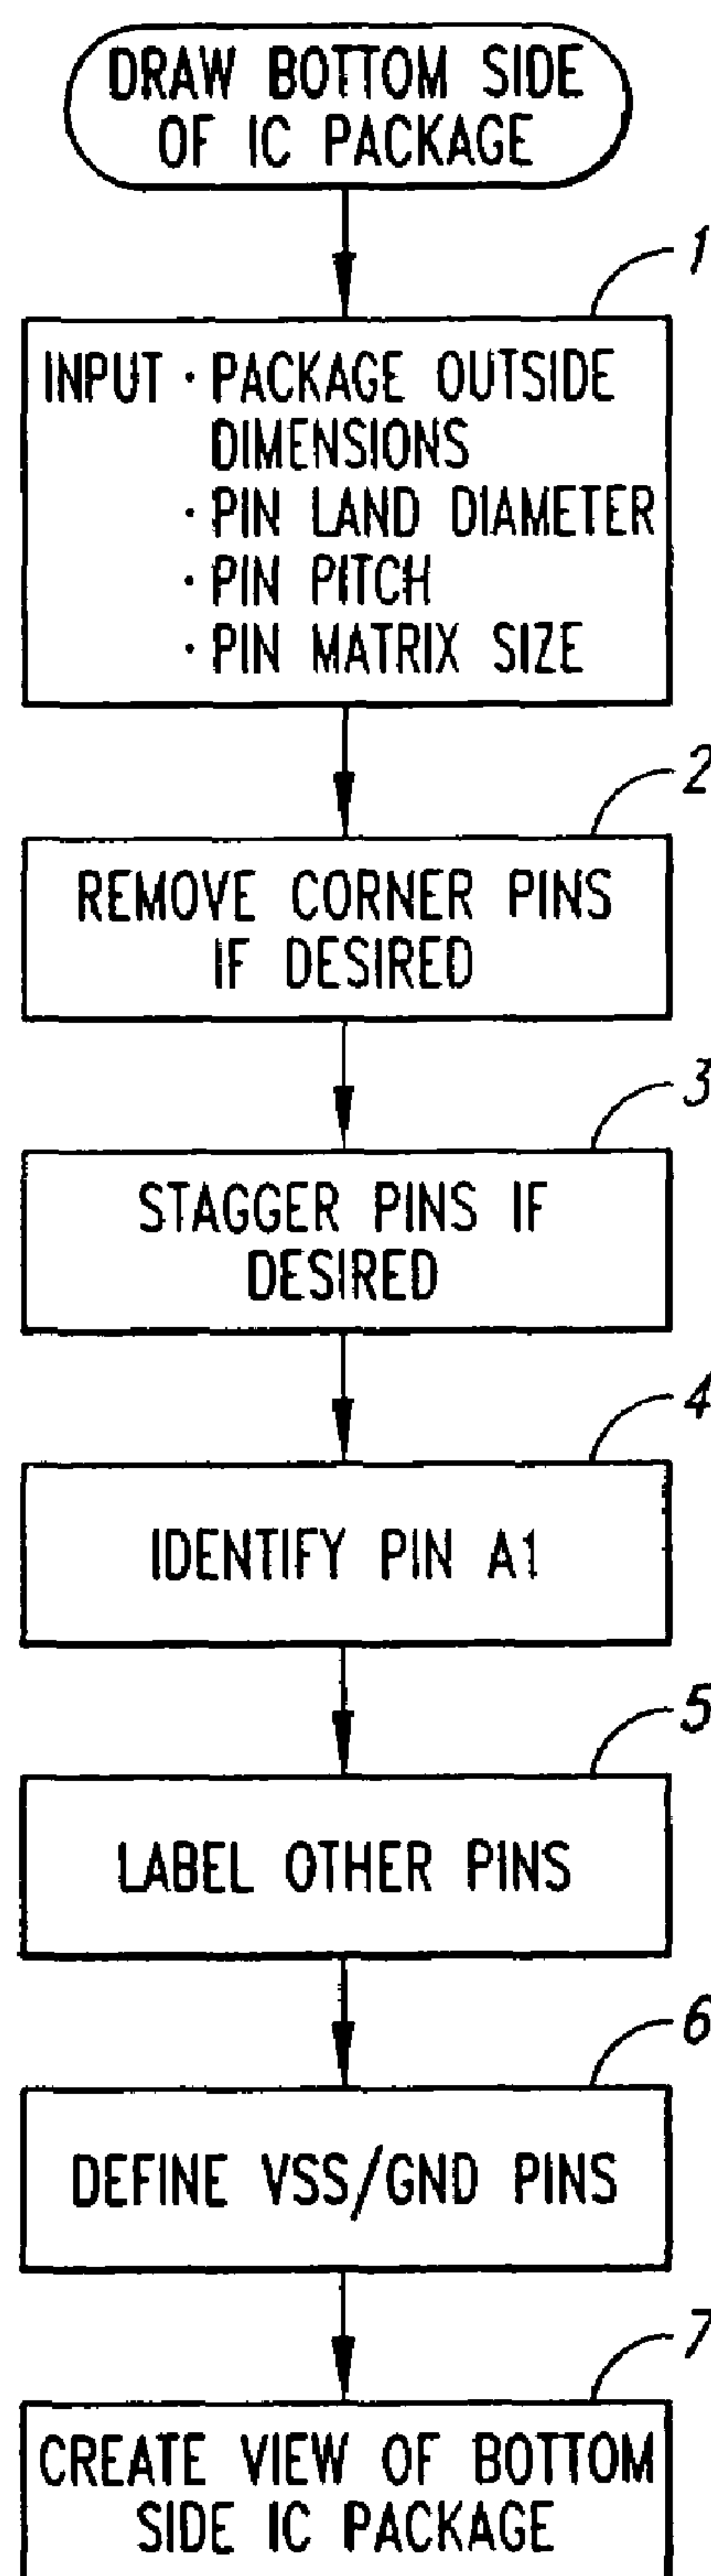 DRAW BOTTOM SIDE
OF IC PACKAGE
1
INPUT · PACKAGE OUTSIDE
DIMENSIONS
· PIN LAND DIAMETER
· PIN PITCH
· PIN MATRIX SIZE
2
REMOVE CORNER PINS
IF DESIRED
3
STAGGER PINS IF
DESIRED
4
IDENTIFY PIN A1
5
LABEL OTHER PINS
6
DEFINE VSS/GND PINS
7
CREATE VIEW OF BOTTOM
SIDE IC PACKAGE